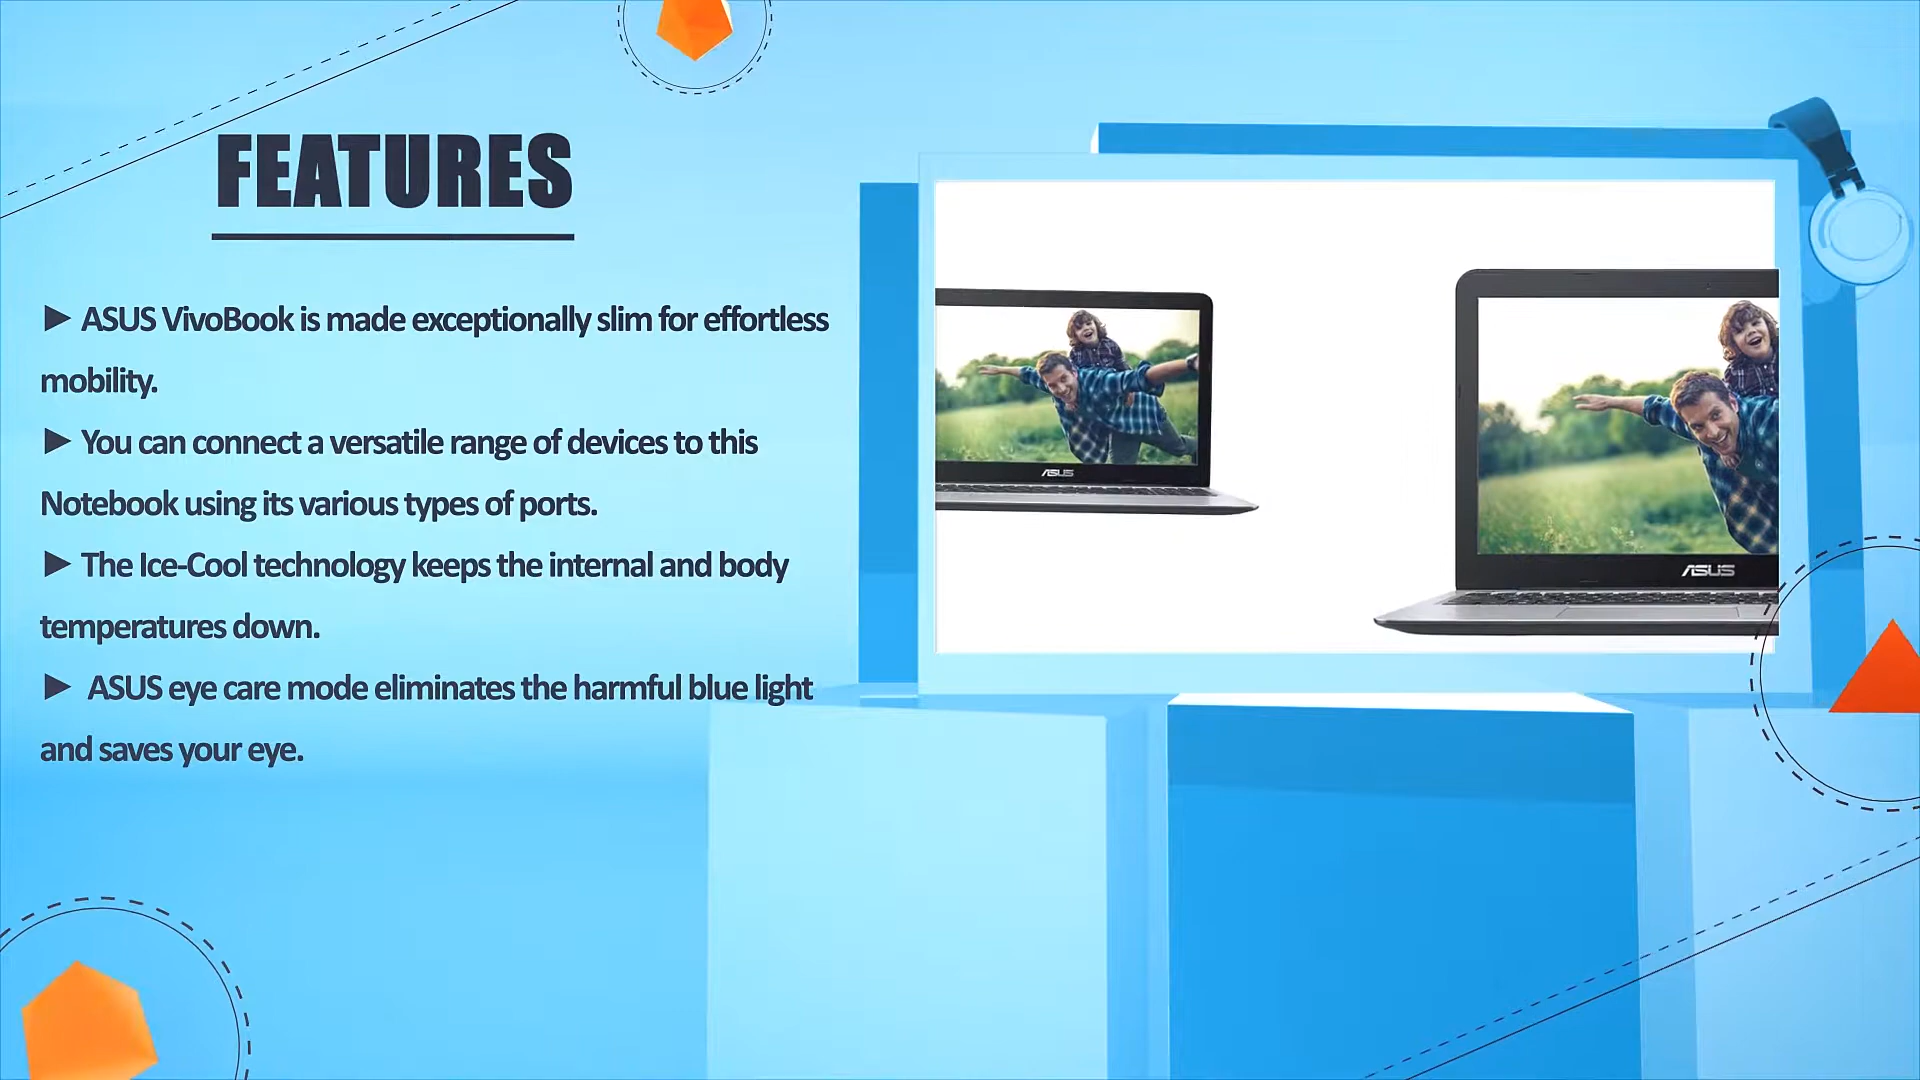 FEATURES
► ASUS VivoBook is made exceptionally slim for effortless
mobility.
► You can connect a versatile range of devices to this
Notebook using its various types of ports.
► The Ice-Cool technology keeps the internal and body
temperatures down.
► ASUS eye care mode eliminates the harmful blue light
and saves your eye.
ASUS
ASUS